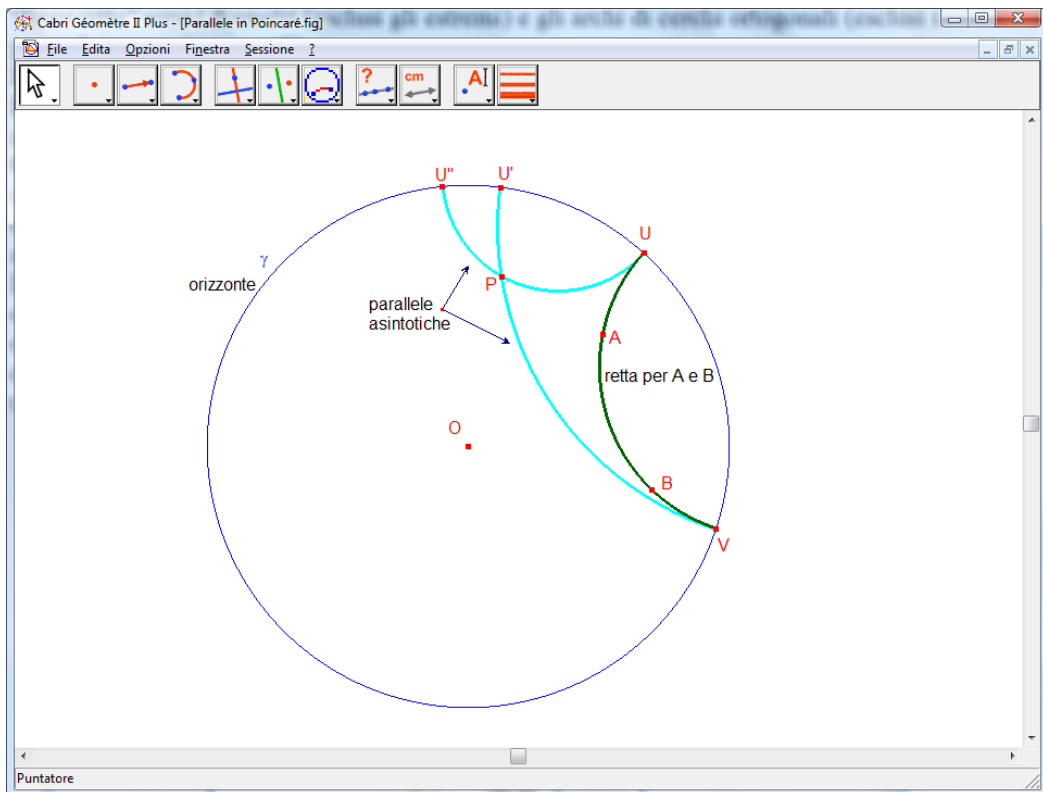 Cabri Géomètre II Plus - [Parallele in Poincaré.fig]
File Edita Opzioni Finestra Sessione ?
? cm A
U" U'
U
γ
orizzonte
P
parallele
asintotiche
A
retta per A e B
O
B
V
Puntatore